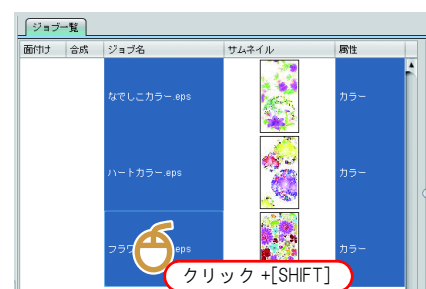 ジョブ一覧
面付け 合成 ジョブ名 サムネイル 属性
なでしこカラー.eps カラー
ハートカラー.eps カラー
フラワ eps カラー
クリック +[SHIFT]